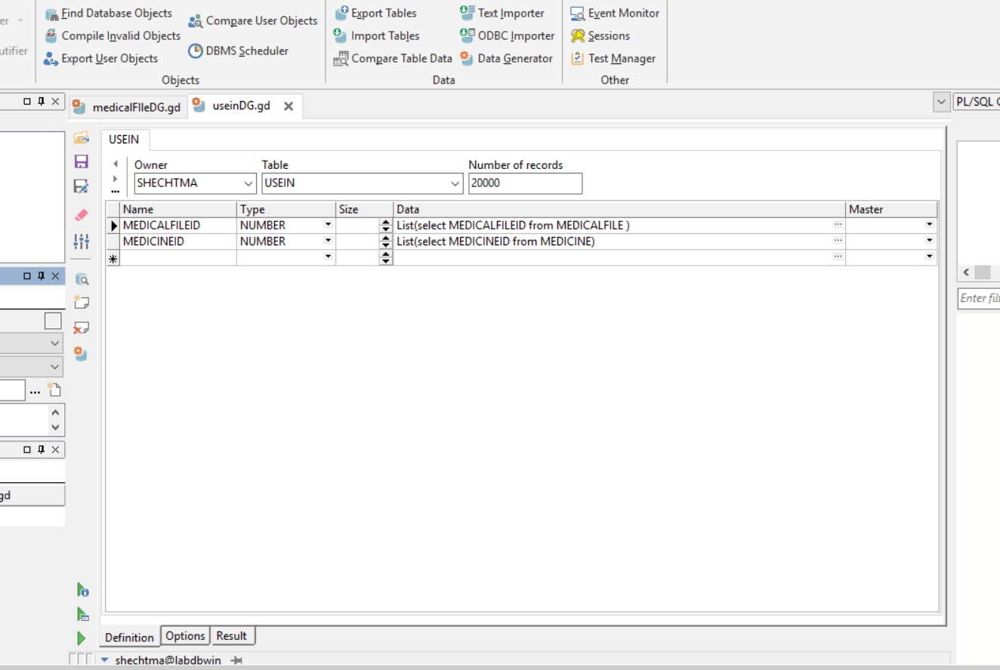 er
utifier
Find Database Objects
Compile Invalid Objects
Export User Objects
Compare User Objects
DBMS Scheduler
Objects
Export Tables
Import Tables
Compare Table Data
Text Importer
ODBC Importer
Data Generator
Data
Event Monitor
Sessions
Test Manager
Other
medicalFIleDG.gd
useinDG.gd
PL/SQL C
USEIN
Owner Table Number of records
SHECHTMA USEIN 20000
Name Type Size Data Master
MEDICALFILEID NUMBER List(select MEDICALFILEID from MEDICALFILE )
MEDICINEID NUMBER List(select MEDICINEID from MEDICINE)
Enter filt
gd
Definition Options Result
shechtma@labdbwin